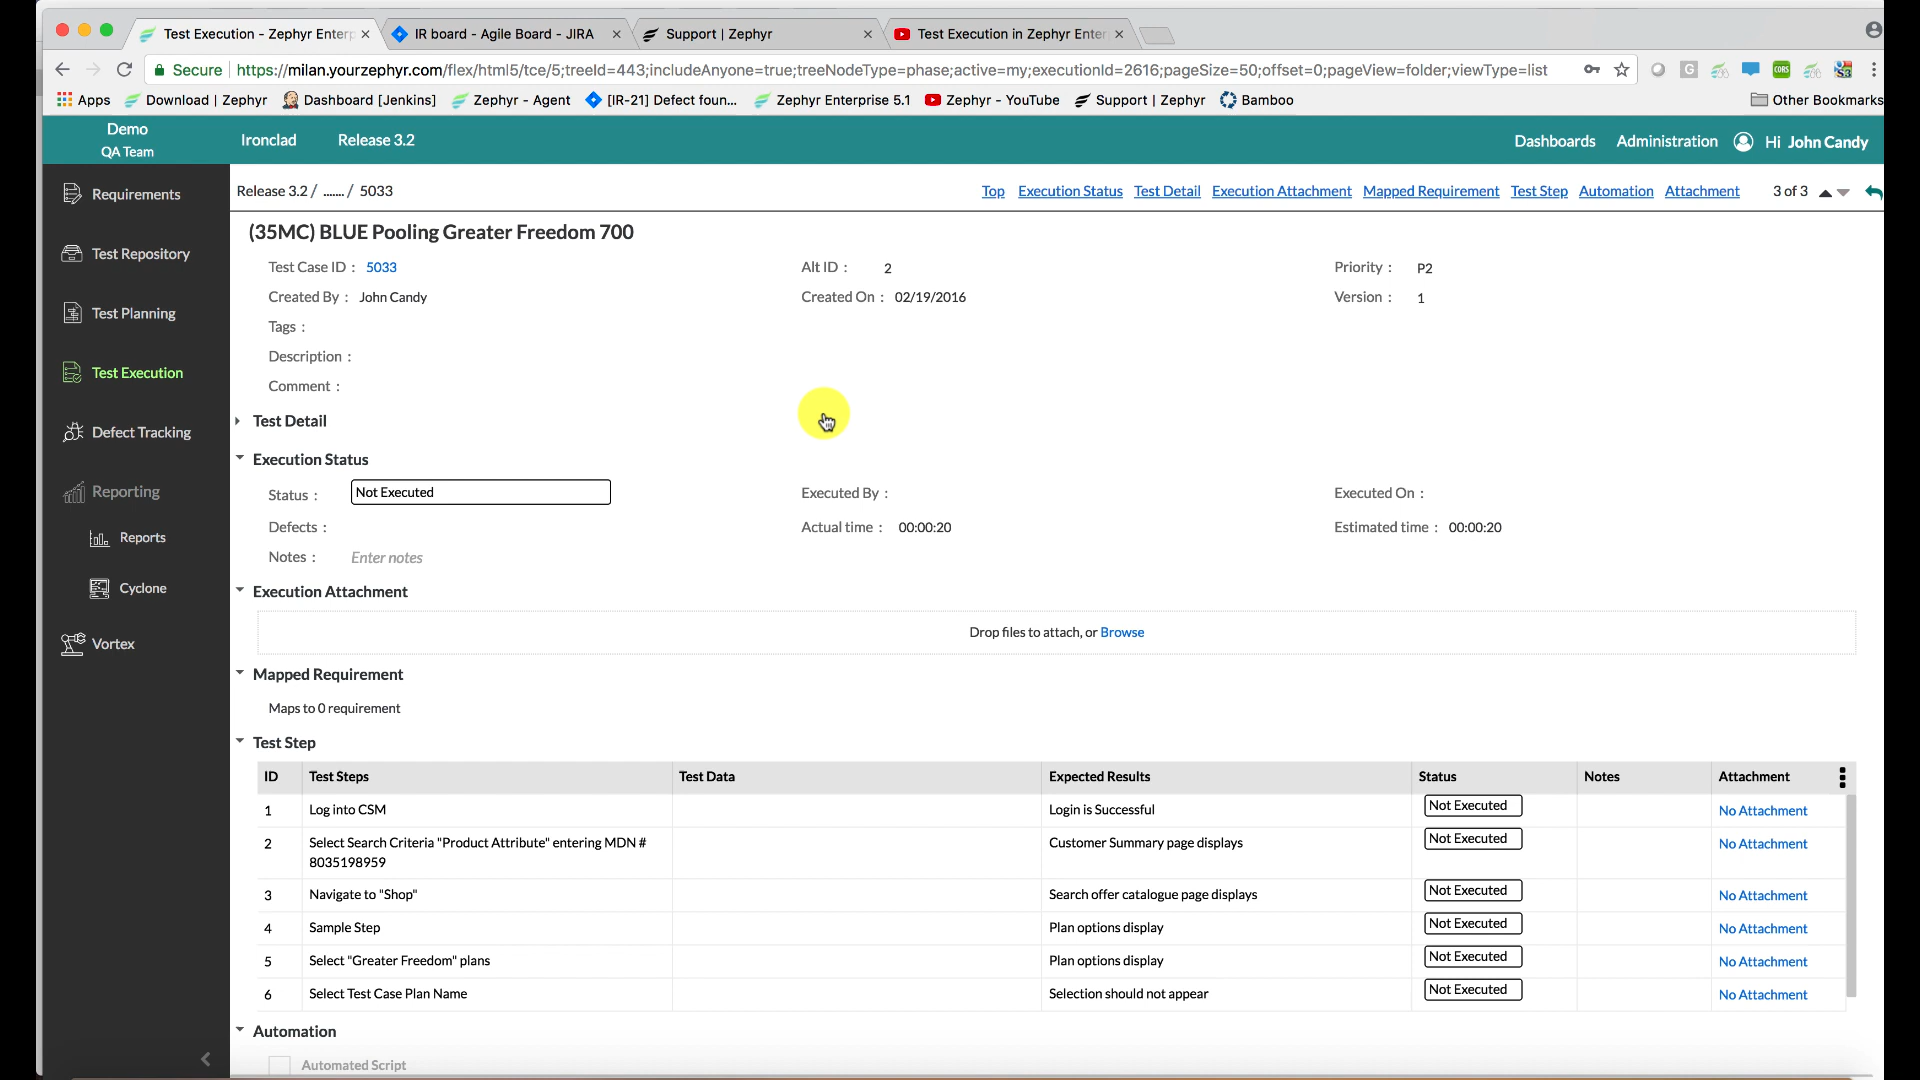 Test Execution - Zephyr Enterp
IR board - Agile Board - JIRA
Support | Zephyr
Test Execution in Zephyr Enter
Secure
https://milan.yourzephyr.com/flex/html5/tce/5;treeId=443;includeAnyone=true;treeNodeType=phase;active=my;executionId=2616;pageSize=50;offset=0;pageView=folder;viewType=list
Apps
Download | Zephyr
Dashboard [Jenkins]
Zephyr - Agent
[IR-21] Defect foun...
Zephyr Enterprise 5.1
Zephyr - YouTube
Support | Zephyr
Bamboo
Other Bookmarks
Demo
QA Team
Ironclad
Release 3.2
Dashboards
Administration
Hi John Candy
Requirements
Test Repository
Test Planning
Test Execution
Defect Tracking
Reporting
Reports
Cyclone
Vortex
Release 3.2 / ....... / 5033
Top
Execution Status
Test Detail
Execution Attachment
Mapped Requirement
Test Step
Automation
Attachment
3 of 3
(35MC) BLUE Pooling Greater Freedom 700
Test Case ID : 5033
Alt ID : 2
Priority : P2
Created By : John Candy
Created On : 02/19/2016
Version : 1
Tags :
Description :
Comment :
Test Detail
Execution Status
Status : Not Executed
Executed By :
Executed On :
Defects :
Actual time : 00:00:20
Estimated time : 00:00:20
Notes : Enter notes
Execution Attachment
Drop files to attach, or Browse
Mapped Requirement
Maps to 0 requirement
Test Step
ID Test Steps Test Data Expected Results Status Notes Attachment
1 Log into CSM Login is Successful Not Executed No Attachment
2 Select Search Criteria "Product Attribute" entering MDN # Customer Summary page displays Not Executed No Attachment
8035198959
3 Navigate to "Shop" Search offer catalogue page displays Not Executed No Attachment
4 Sample Step Plan options display Not Executed No Attachment
5 Select "Greater Freedom" plans Plan options display Not Executed No Attachment
6 Select Test Case Plan Name Selection should not appear Not Executed No Attachment
Automation
Automated Script